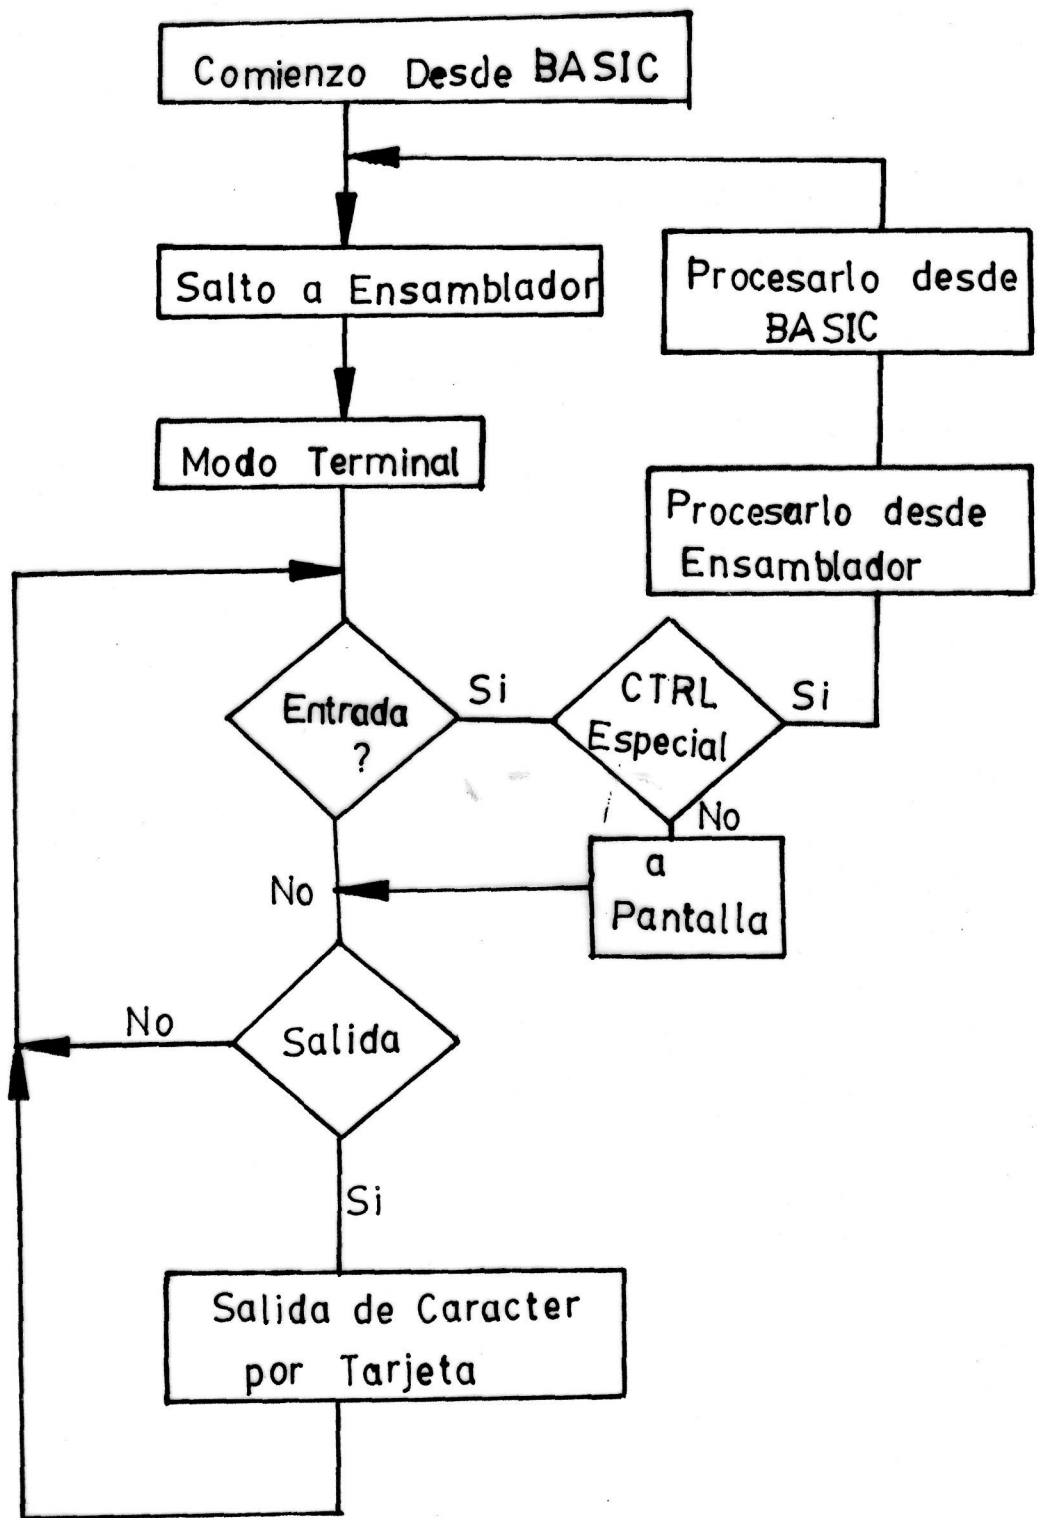 Comienzo Desde BASIC
Salto a Ensamblador
Procesarlo desde
BASIC
Modo Terminal
Procesarlo desde
Ensamblador
Entrada
?
Si
CTRL
Especial
Si
No
a
Pantalla
No
Salida
No
Si
Salida de Caracter
por Tarjeta